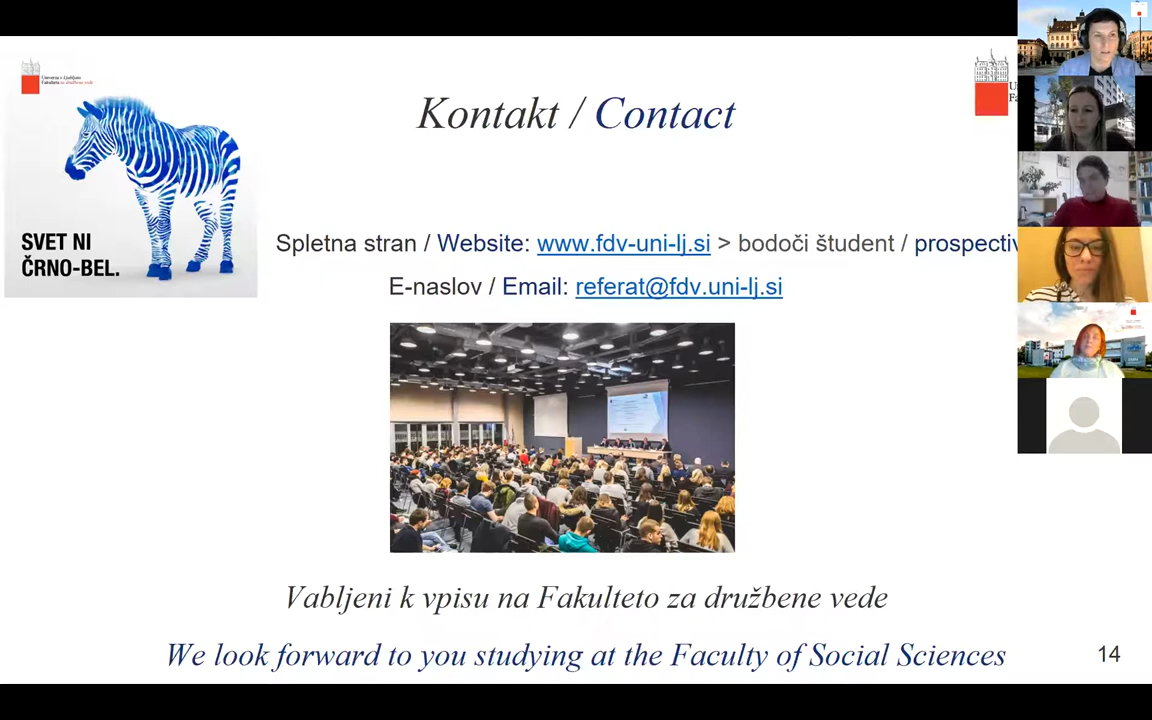 Univerza v Ljubljani
Fakulteta za družbene vede
Kontakt / Contact
SVET NI
ČRNO-BEL.
Spletna stran / Website: www.fdv-uni-lj.si > bodoči študent / prospectiv
E-naslov / Email: referat@fdv.uni-lj.si
Vabljeni k vpisu na Fakulteto za družbene vede
We look forward to you studying at the Faculty of Social Sciences
14